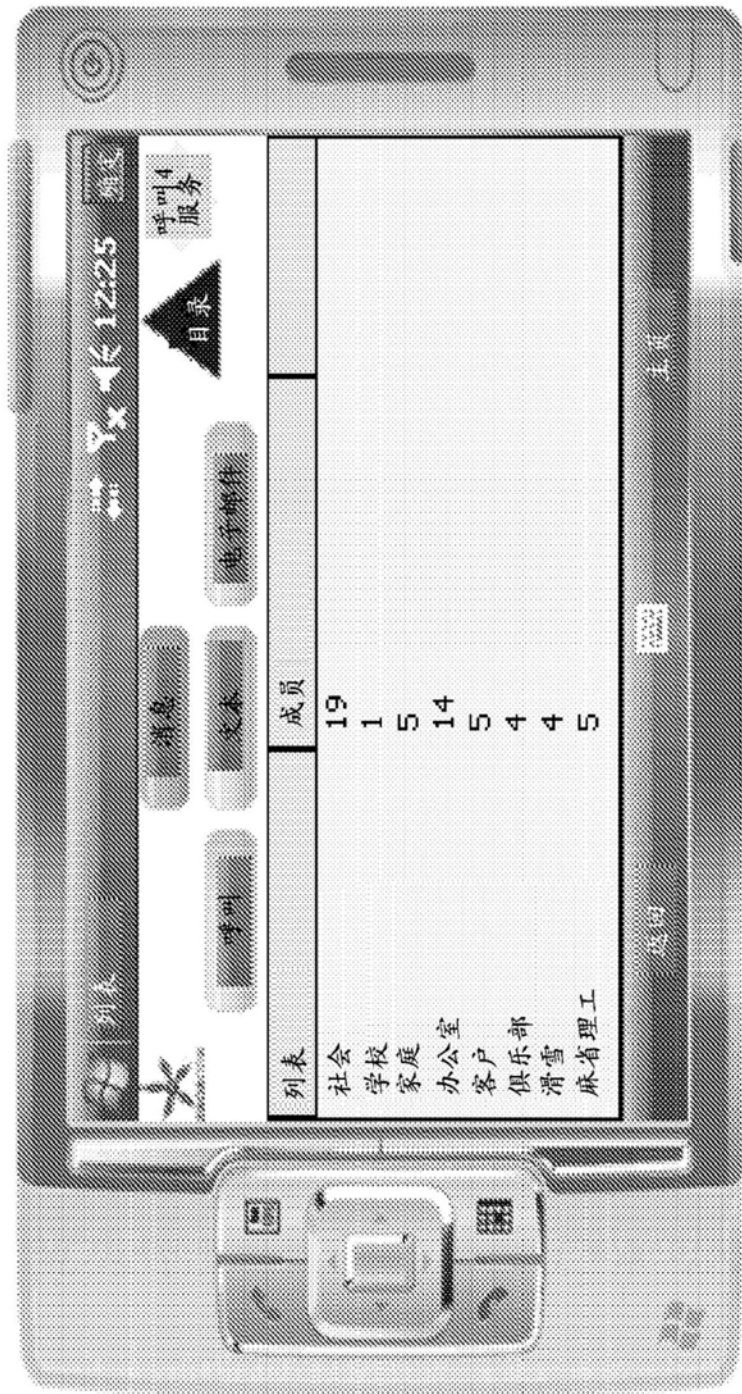 列表 12:25
呼叫4
服务
目录
消息
呼叫 文本 电子邮件
列表 成员
社会 19
学校 1
家庭 5
办公室 14
客户 5
俱乐部 4
滑雪 4
麻省理工 5
返回 主页